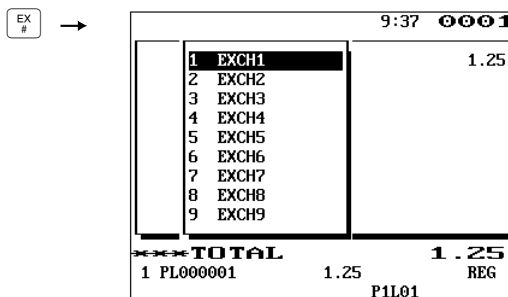 EX
#
9:37 0001
1 EXCH1 1.25
2 EXCH2
3 EXCH3
4 EXCH4
5 EXCH5
6 EXCH6
7 EXCH7
8 EXCH8
9 EXCH9
***TOTAL 1.25
1 PL000001 1.25 REG
P1L01